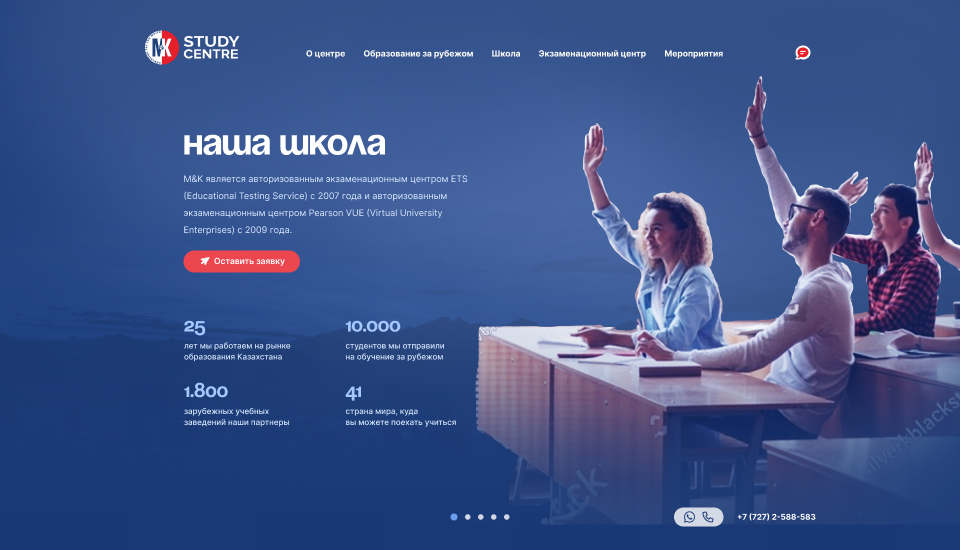 M&K STUDY
CENTRE
О центре
Образование за рубежом
Школа
Экзаменационный центр
Мероприятия
наша школа
M&K является авторизованным экзаменационным центром ETS
(Educational Testing Service) с 2007 года и авторизованным
экзаменационным центром Pearson VUE (Virtual University
Enterprises) с 2009 года.
Оставить заявку
25
лет мы работаем на рынке
образования Казахстана
10.000
студентов мы отправили
на обучение за рубежом
1.800
зарубежных учебных
заведений наши партнеры
41
страна мира, куда
вы можете поехать учиться
+7 (727) 2-588-583